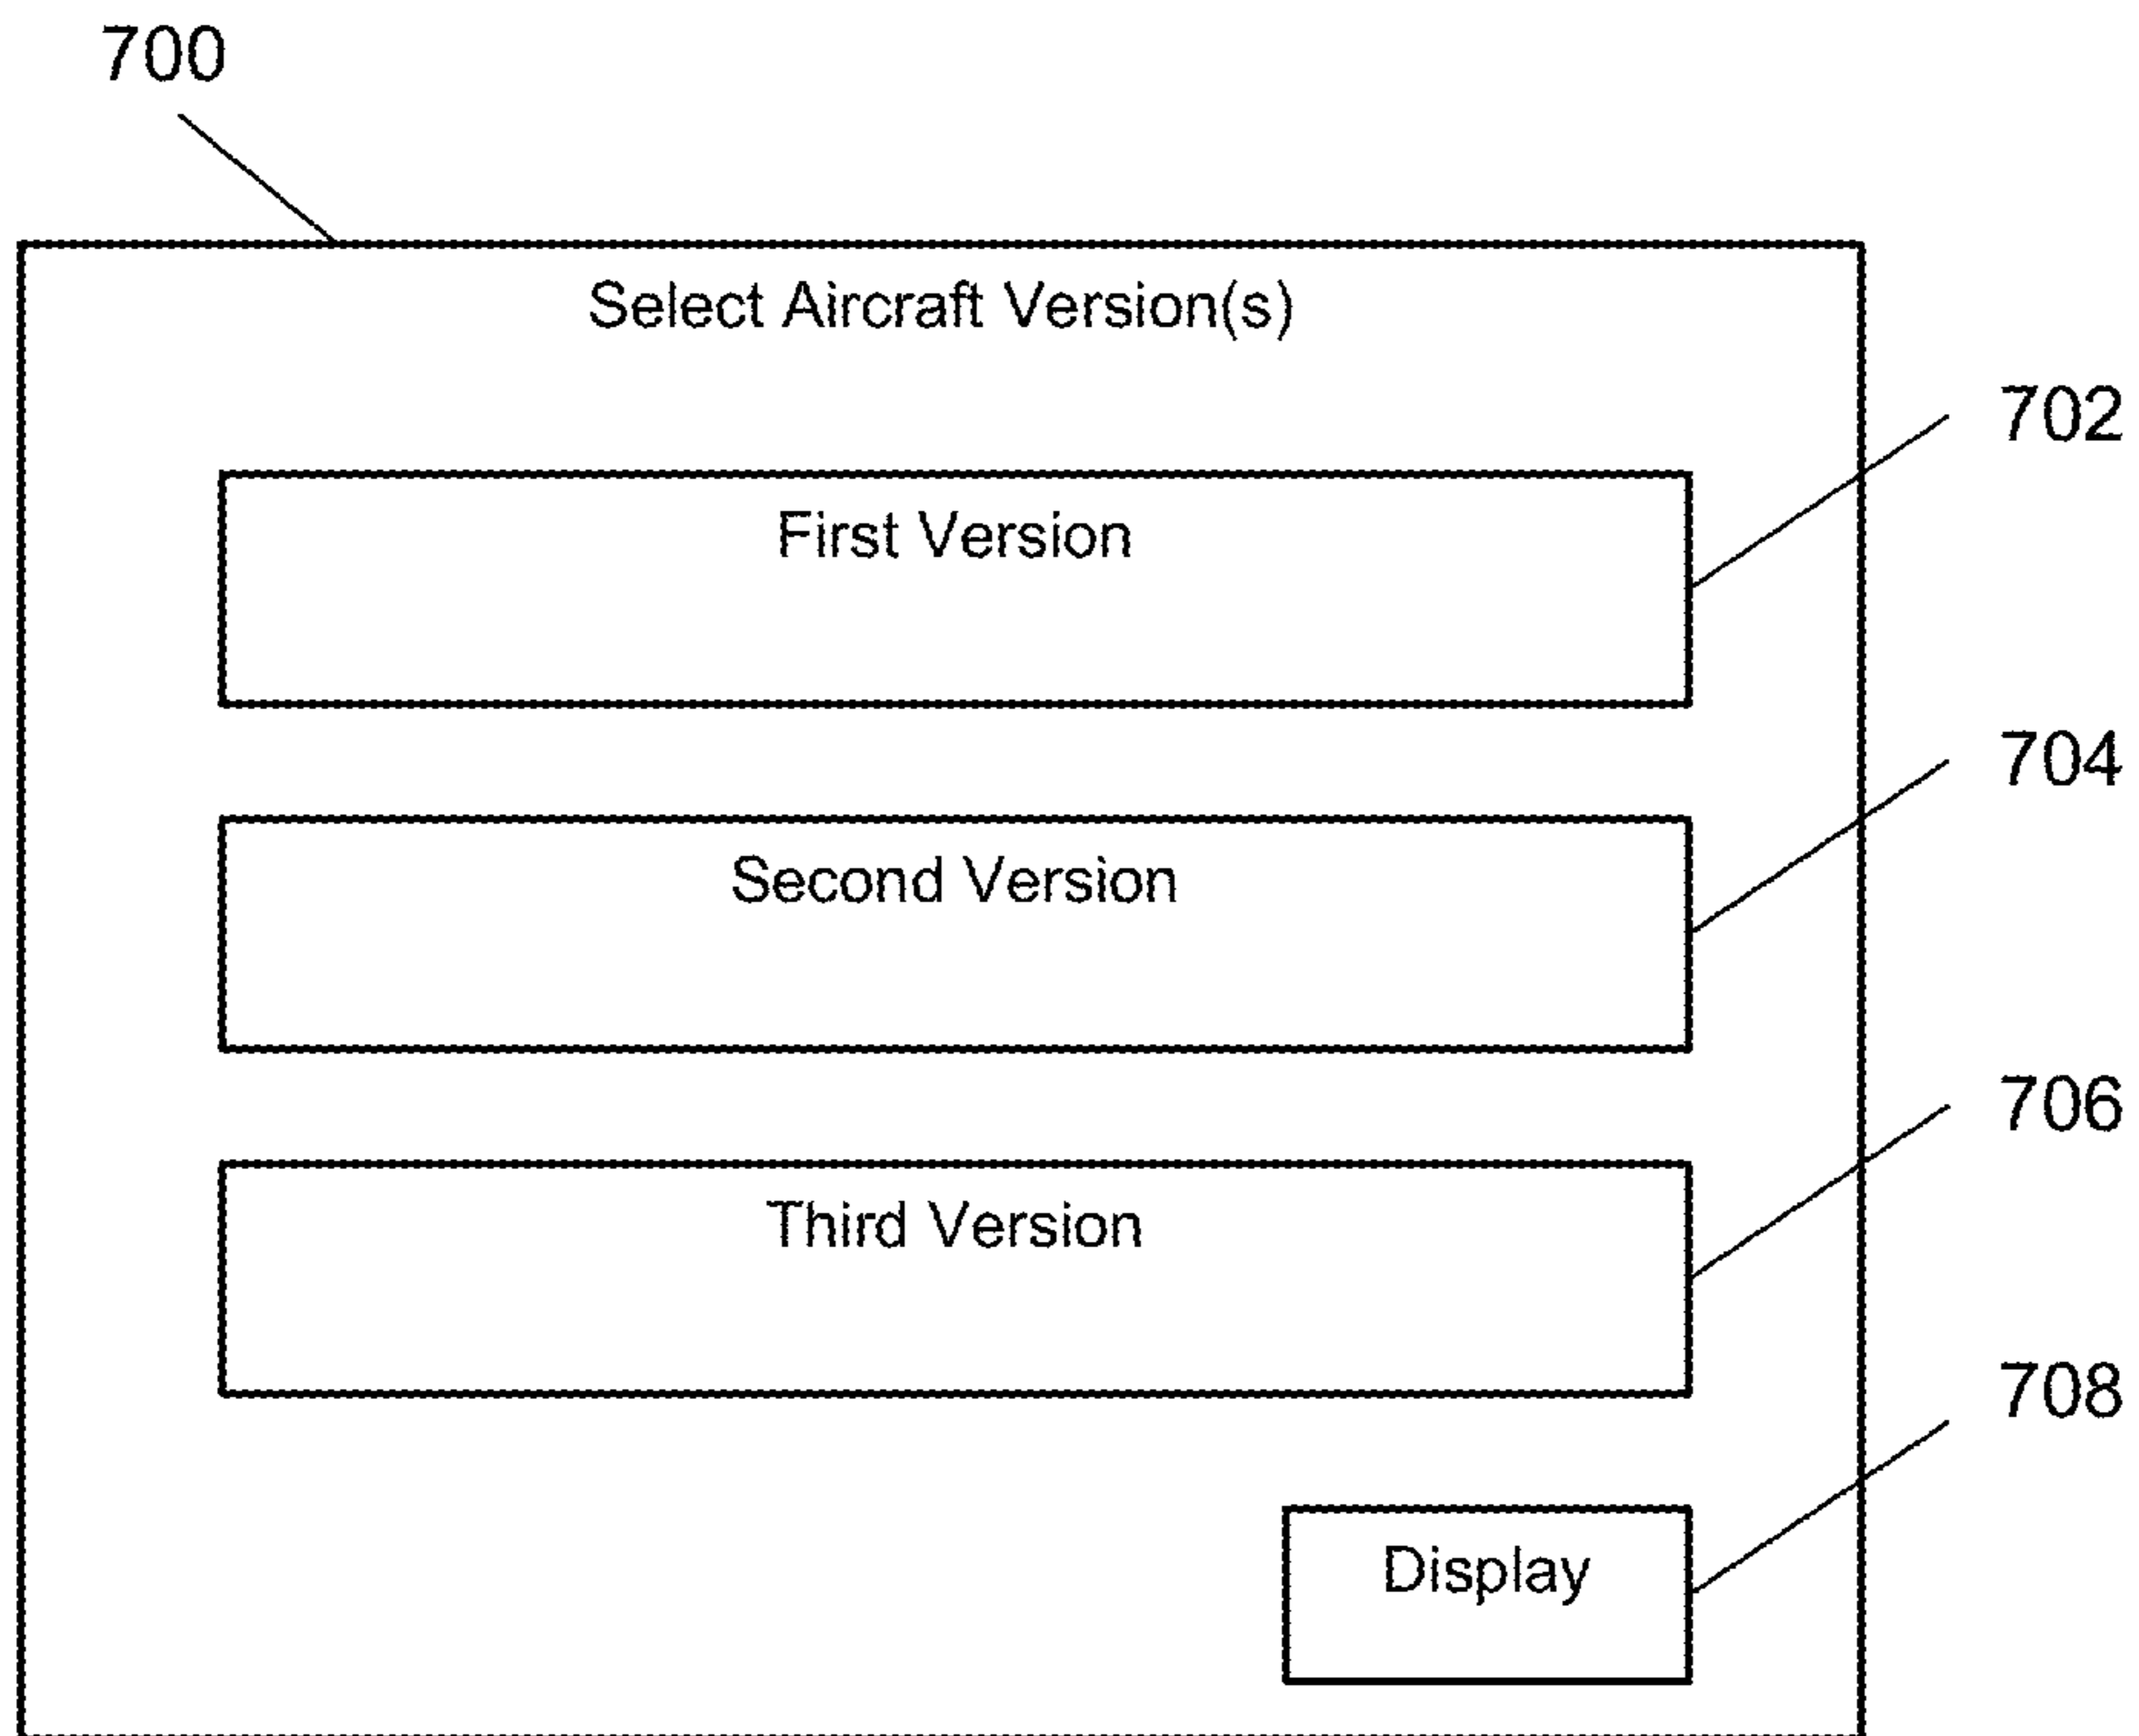 700
Select Aircraft Version(s)
702
First Version
704
Second Version
706
Third Version
708
Display